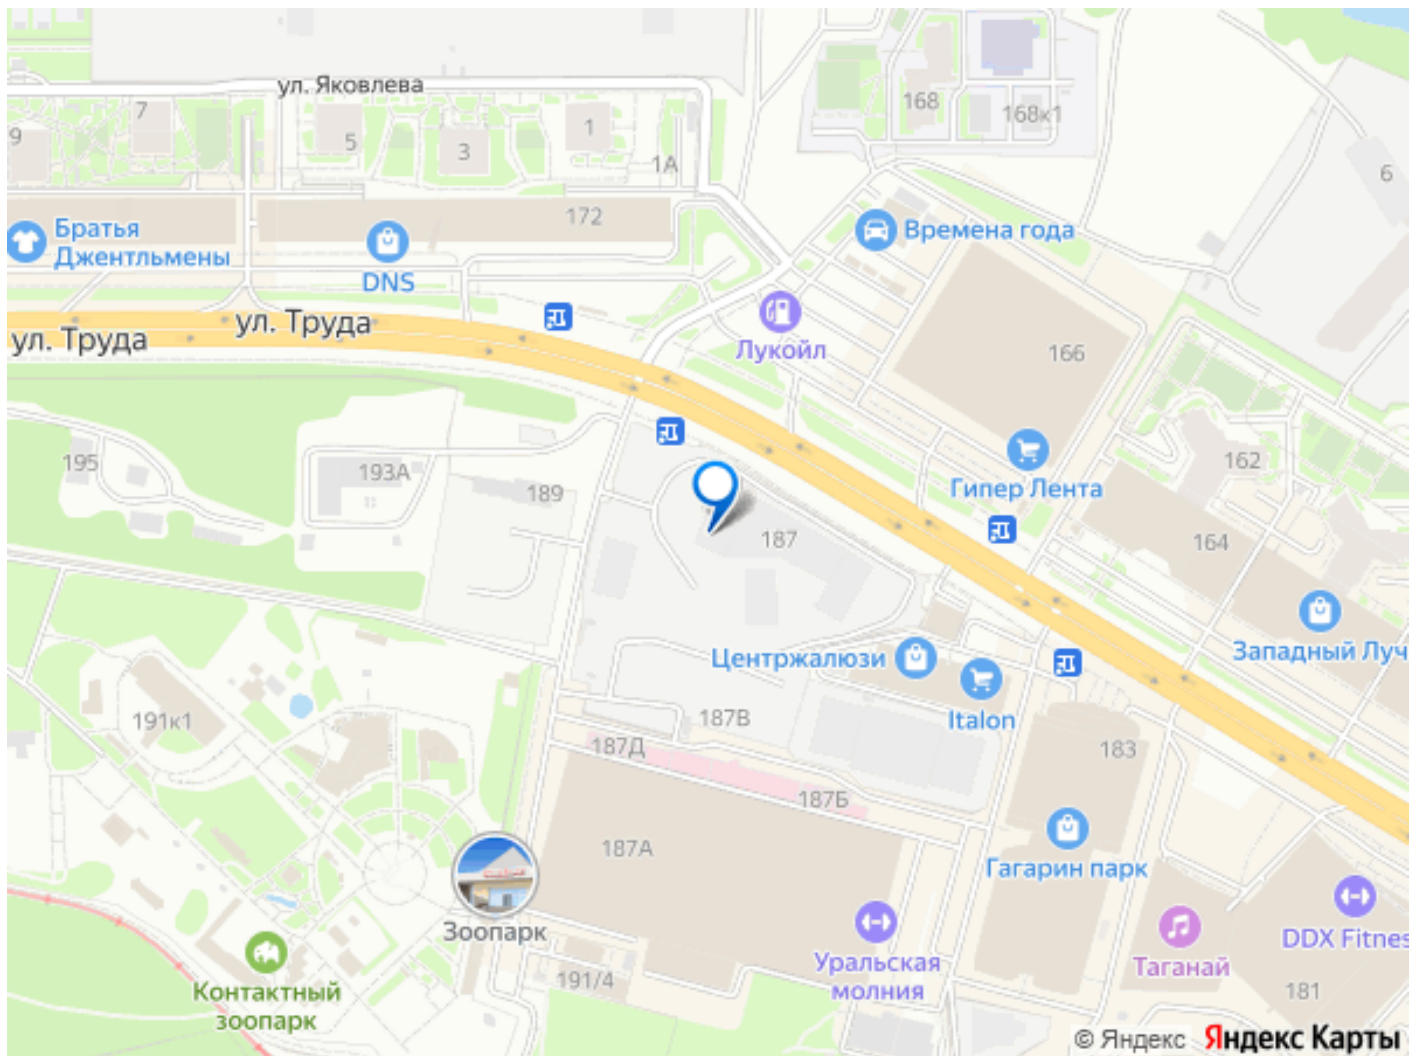 ул. Яковлева
7
9
5
3
1
1А
168
168к1
6
172
Братья
Джентльмены
DNS
Времена года
ул. Труда
ул. Труда
Лукойл
166
Гипер Лента
162
195
193А
189
187
164
Западный Луч
Центржалюзи
Italon
191к1
187В
187Д
187Б
183
187А
Гагарин парк
Зоопарк
Уральская
молния
Таганай
DDX Fitnes
191/4
181
Контактный
зоопарк
© Яндекс Яндекс Карты